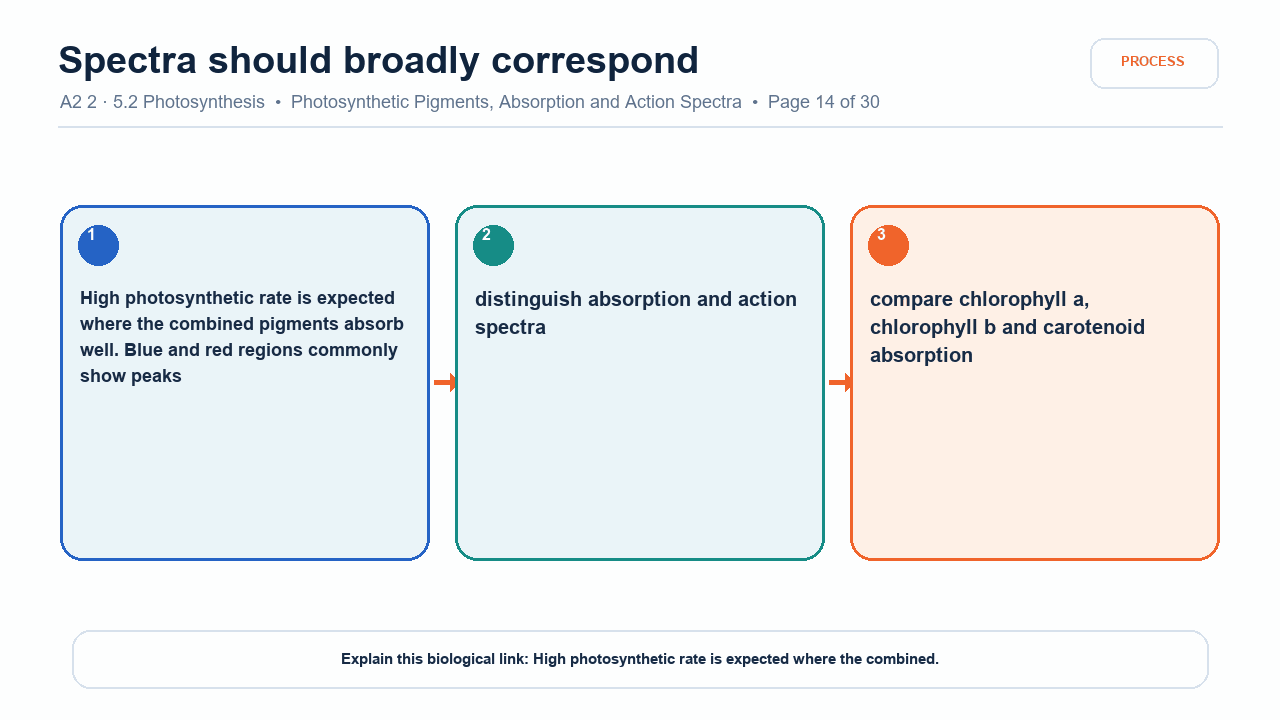 Spectra should broadly correspond
PROCESS
A2 2 · 5.2 Photosynthesis • Photosynthetic Pigments, Absorption and Action Spectra • Page 14 of 30
1
High photosynthetic rate is expected
where the combined pigments absorb
well. Blue and red regions commonly
show peaks
2
distinguish absorption and action
spectra
3
compare chlorophyll a,
chlorophyll b and carotenoid
absorption
Explain this biological link: High photosynthetic rate is expected where the combined.